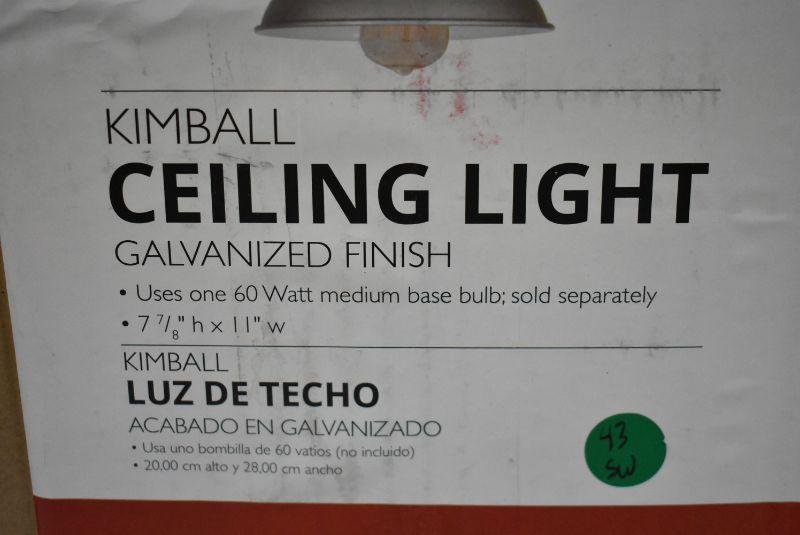 KIMBALL
CEILING LIGHT
GALVANIZED FINISH
• Uses one 60 Watt medium base bulb; sold separately
• 7 7/8" h x 11" w
KIMBALL
LUZ DE TECHO
ACABADO EN GALVANIZADO
• Usa uno bombilla de 60 vatios (no incluido)
• 20,00 cm alto y 28,00 cm ancho
43
SW